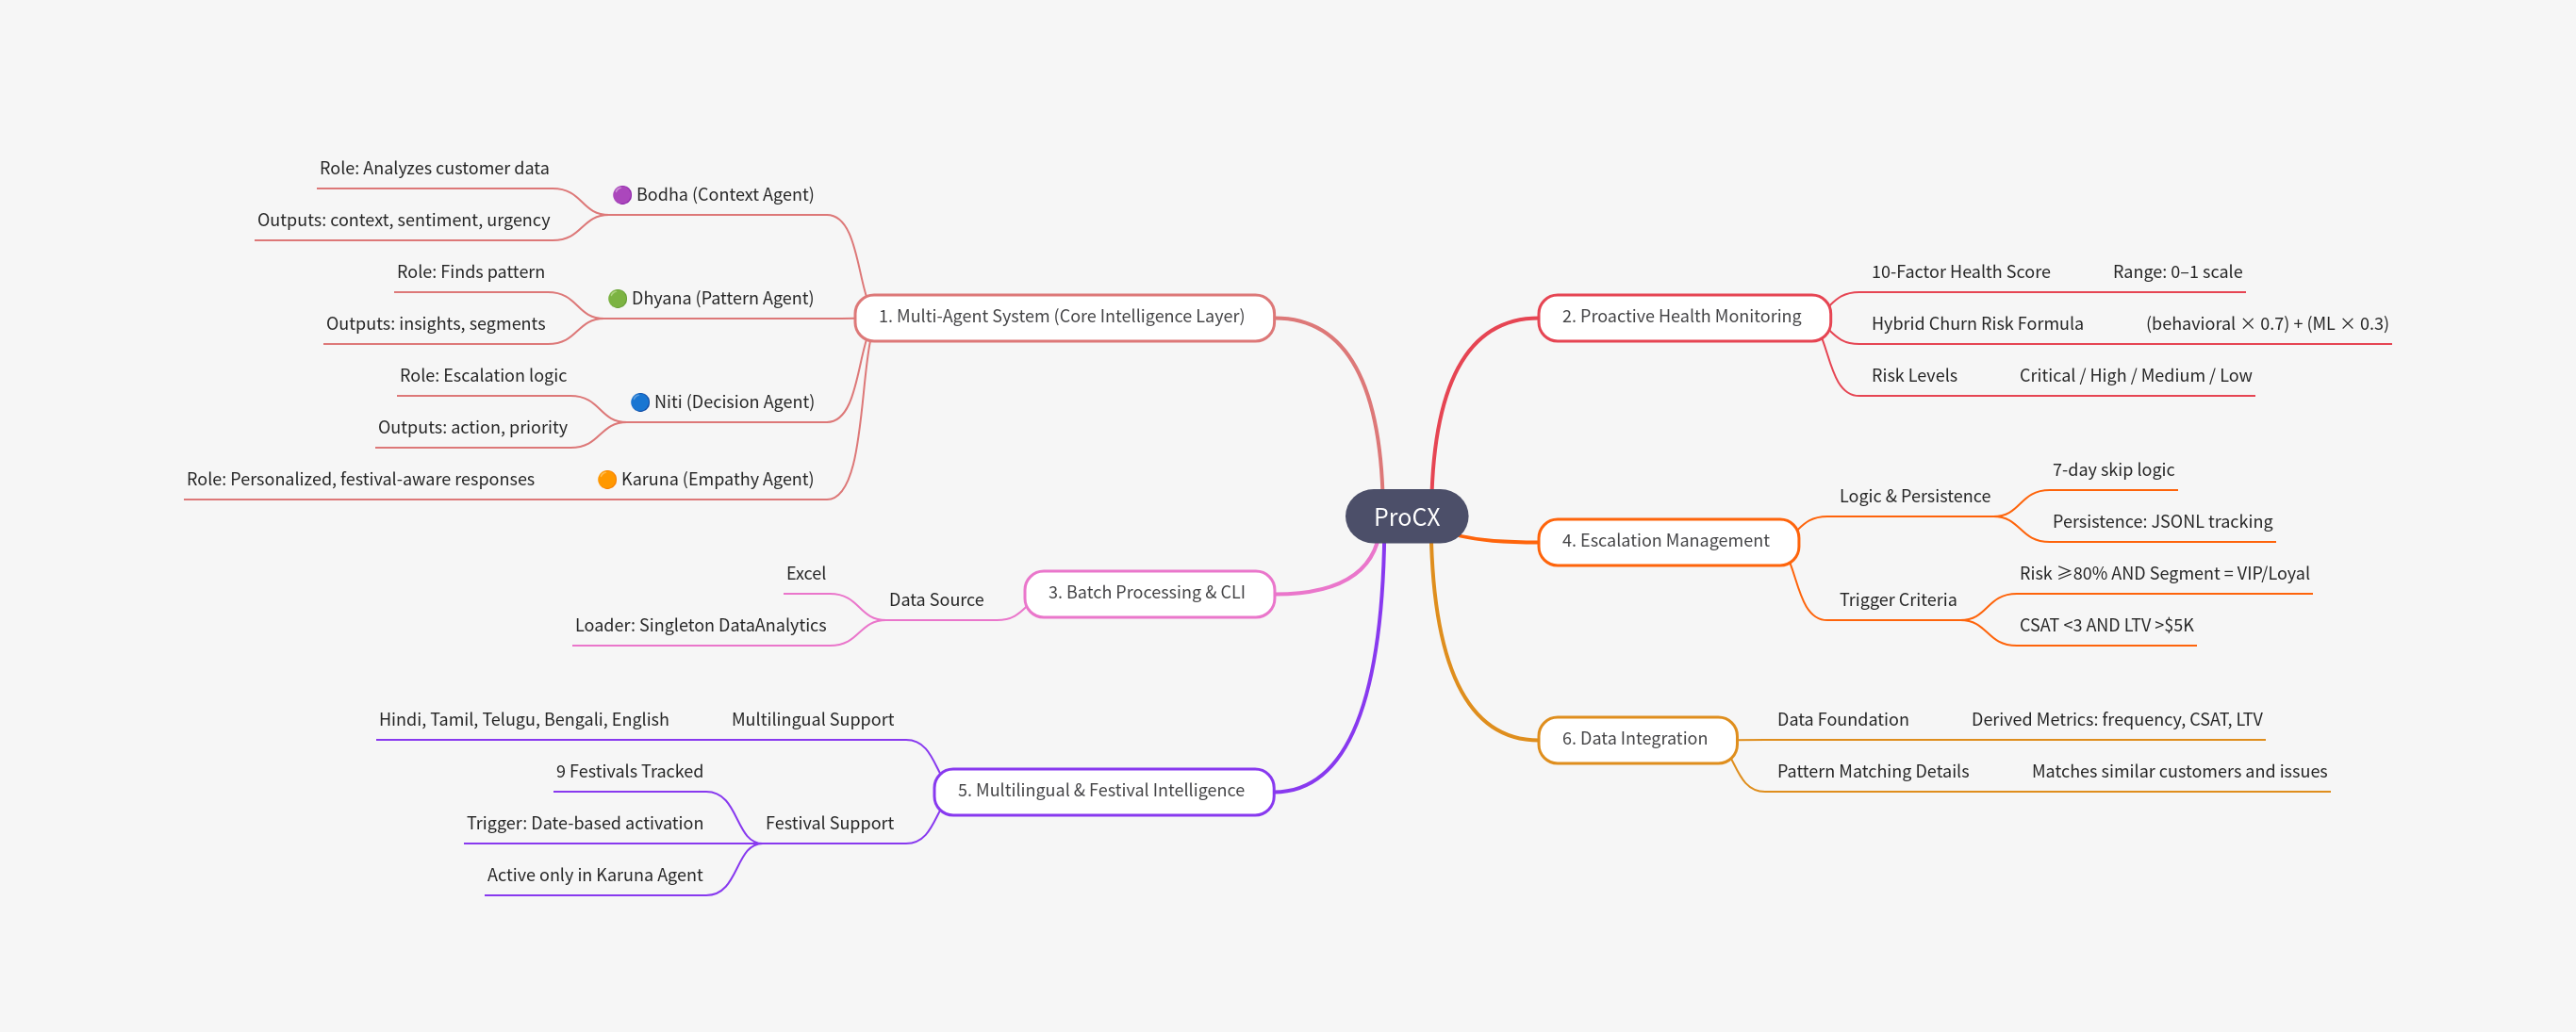 ProCX
1. Multi-Agent System (Core Intelligence Layer)
🟣 Bodha (Context Agent)
Role: Analyzes customer data
Outputs: context, sentiment, urgency
🟢 Dhyana (Pattern Agent)
Role: Finds pattern
Outputs: insights, segments
🔵 Niti (Decision Agent)
Role: Escalation logic
Outputs: action, priority
🟠 Karuna (Empathy Agent)
Role: Personalized, festival-aware responses
2. Proactive Health Monitoring
10-Factor Health Score
Range: 0–1 scale
Hybrid Churn Risk Formula
(behavioral × 0.7) + (ML × 0.3)
Risk Levels
Critical / High / Medium / Low
3. Batch Processing & CLI
Data Source
Excel
Loader: Singleton DataAnalytics
4. Escalation Management
Logic & Persistence
7-day skip logic
Persistence: JSONL tracking
Trigger Criteria
Risk ⩾80% AND Segment = VIP/Loyal
CSAT <3 AND LTV >$5K
5. Multilingual & Festival Intelligence
Multilingual Support
Hindi, Tamil, Telugu, Bengali, English
Festival Support
9 Festivals Tracked
Trigger: Date-based activation
Active only in Karuna Agent
6. Data Integration
Data Foundation
Derived Metrics: frequency, CSAT, LTV
Pattern Matching Details
Matches similar customers and issues